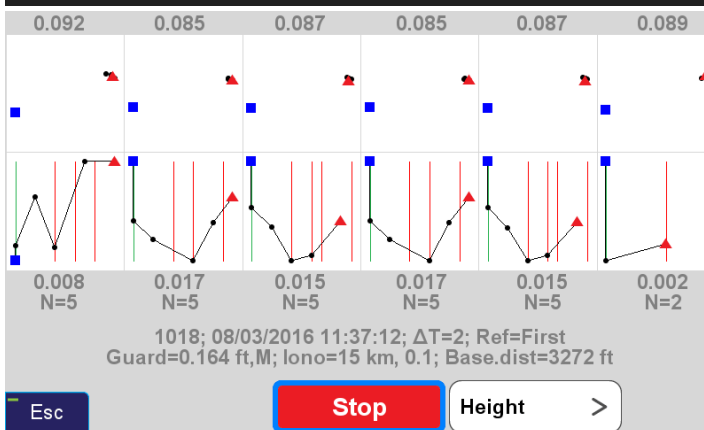 0.092 0.085 0.087 0.085 0.087 0.089
0.008 0.017 0.015 0.017 0.015 0.002
N=5 N=5 N=5 N=5 N=5 N=2
1018; 08/03/2016 11:37:12; ΔT=2; Ref=First
Guard=0.164 ft,M; Iono=15 km, 0.1; Base.dist=3272 ft
Esc Stop Height >